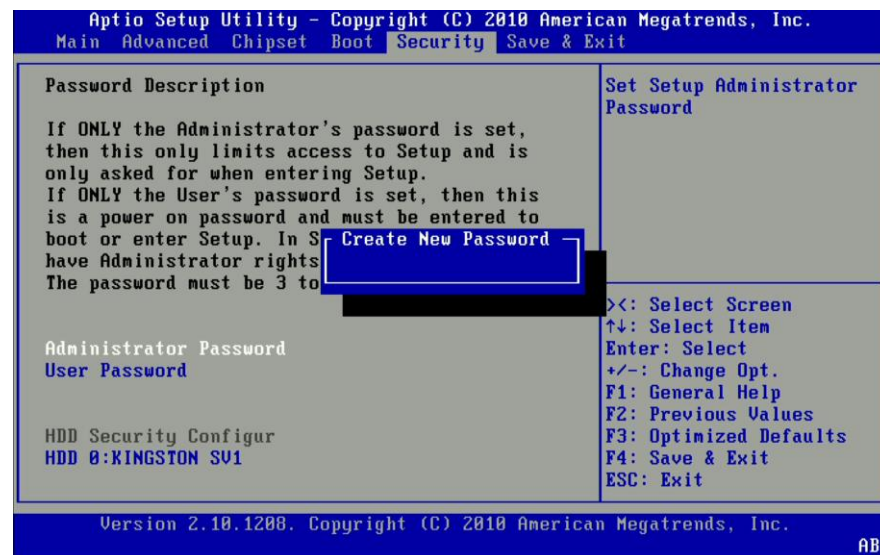 Aptio Setup Utility – Copyright (C) 2010 American Megatrends, Inc.
Main Advanced Chipset Boot Security Save & Exit
Password Description
If ONLY the Administrator's password is set,
then this only limits access to Setup and is
only asked for when entering Setup.
If ONLY the User's password is set, then this
is a power on password and must be entered to
boot or enter Setup. In S
have Administrator rights
The password must be 3 to
Create New Password
Administrator Password
User Password
HDD Security Configur
HDD 0:KINGSTON SV1
Set Setup Administrator
Password
><: Select Screen
↑↓: Select Item
Enter: Select
+/-: Change Opt.
F1: General Help
F2: Previous Values
F3: Optimized Defaults
F4: Save & Exit
ESC: Exit
Version 2.10.1208. Copyright (C) 2010 American Megatrends, Inc.
AB